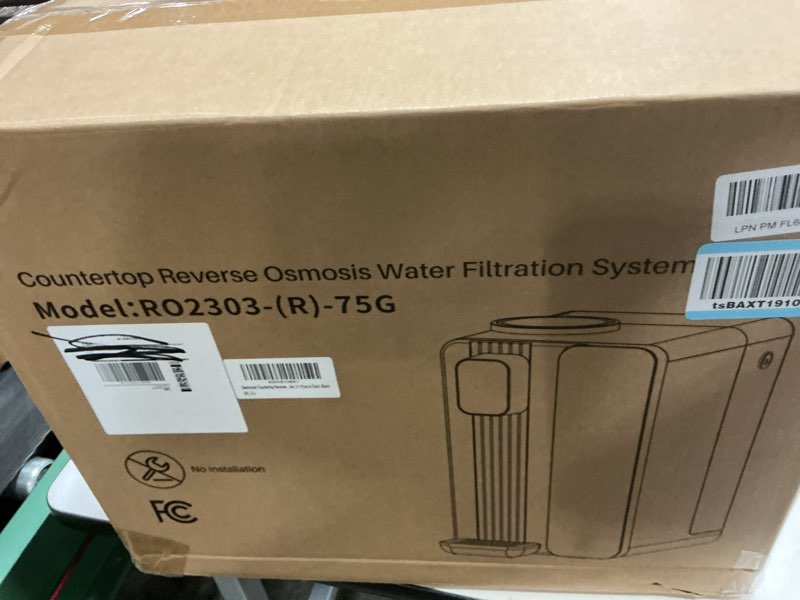 LPN PM FL6
tsBAXT1910
Countertop Reverse Osmosis Water Filtration System
Model:RO2303-(R)-75G
No installation
FC